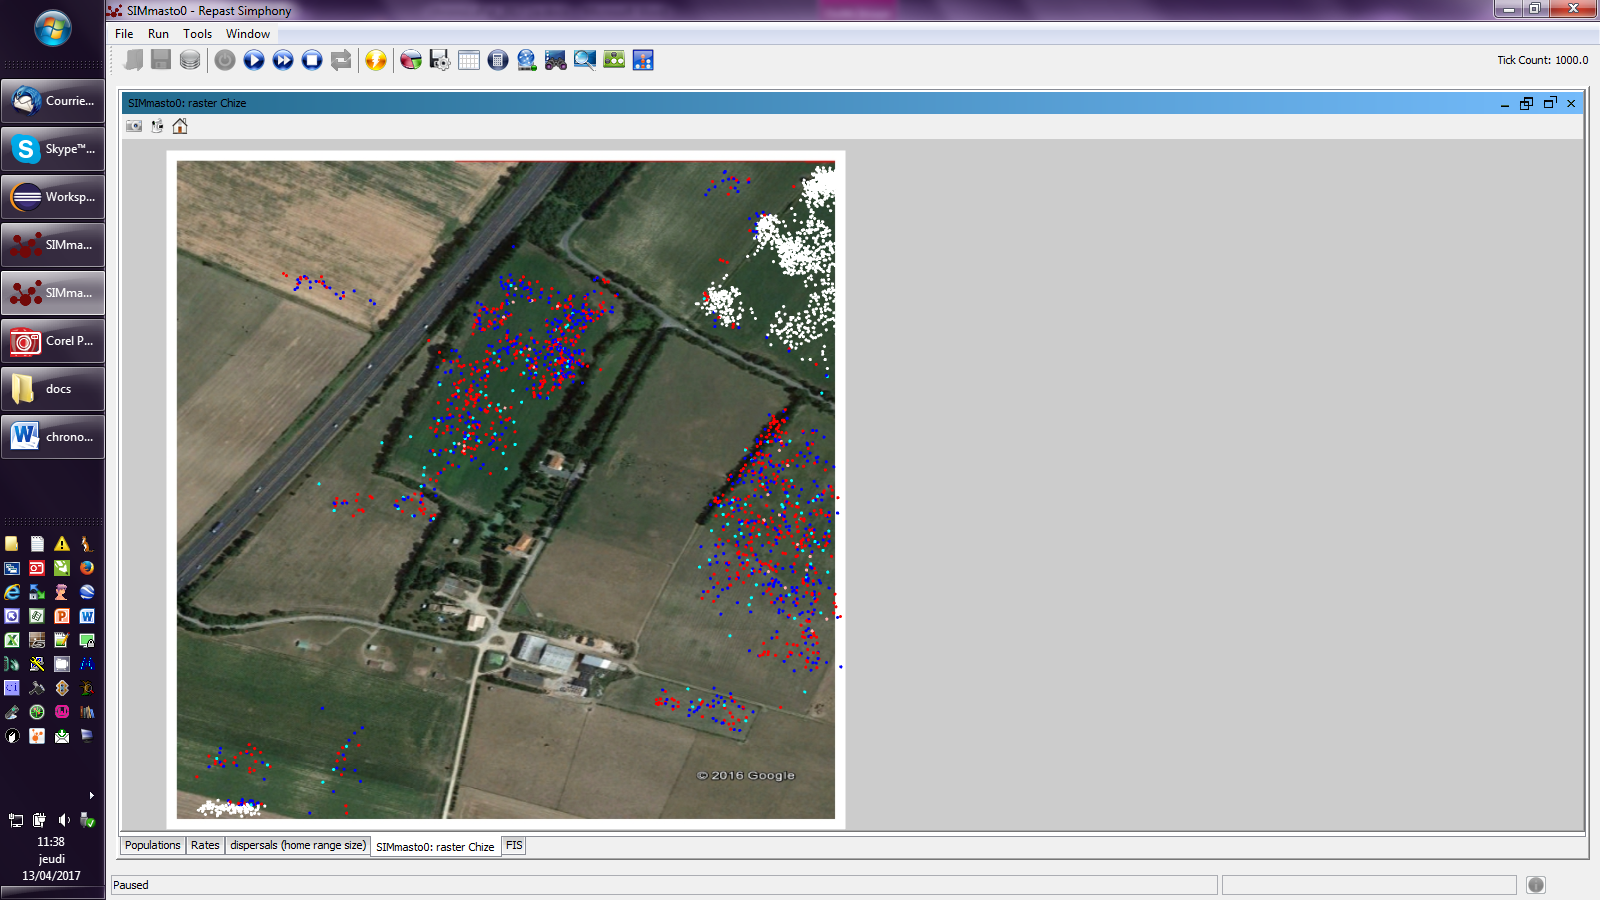 SIMmasto0 - Repast Simphony
File Run Tools Window
Tick Count: 1000.0
SIMmasto0: raster Chize
Courrie...
Skype™...
Worksp...
SIMma...
SIMma...
Corel P...
docs
chrono...
© 2016 Google
11:38
jeudi
13/04/2017
Populations Rates dispersals (home range size) SIMmasto0: raster Chize FIS
Paused